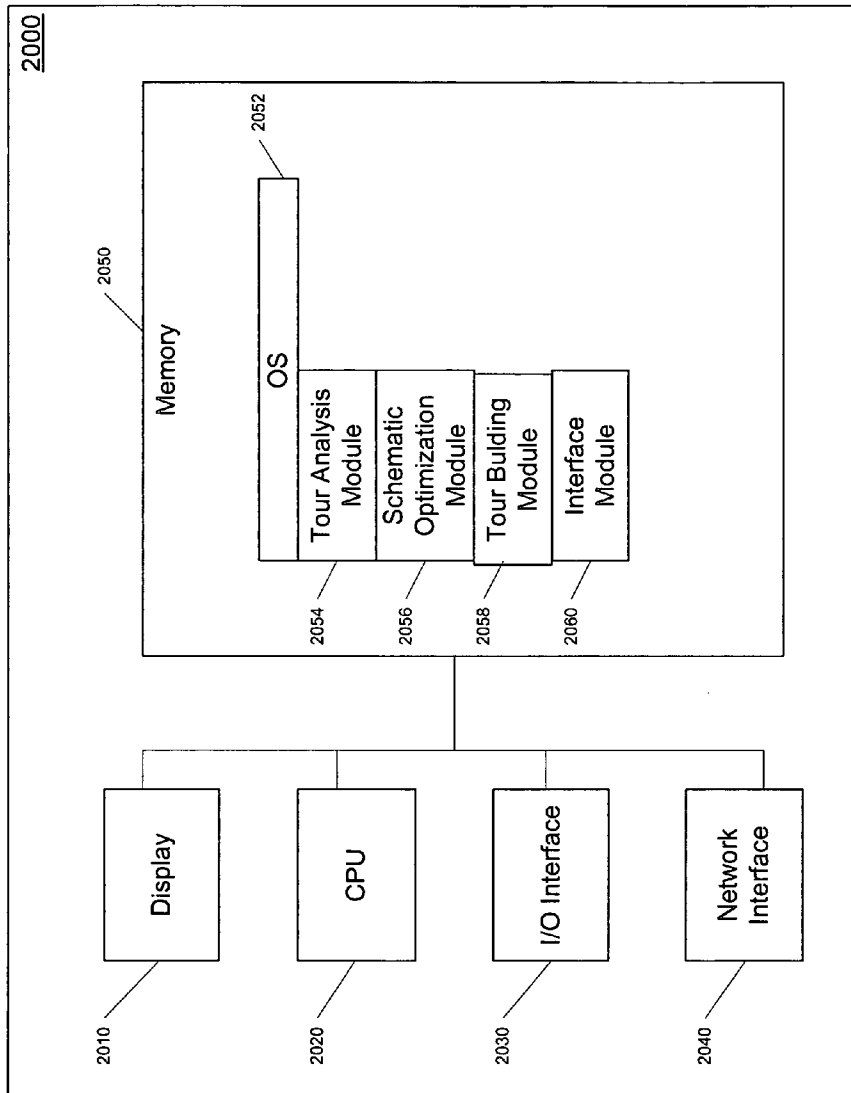 2000
2050
Memory
2052
OS
Tour Analysis
Module
2054
Schematic
Optimization
Module
2056
Tour Bulding
Module
2058
Interface
Module
2060
Display
2010
CPU
2020
I/O Interface
2030
Network
Interface
2040